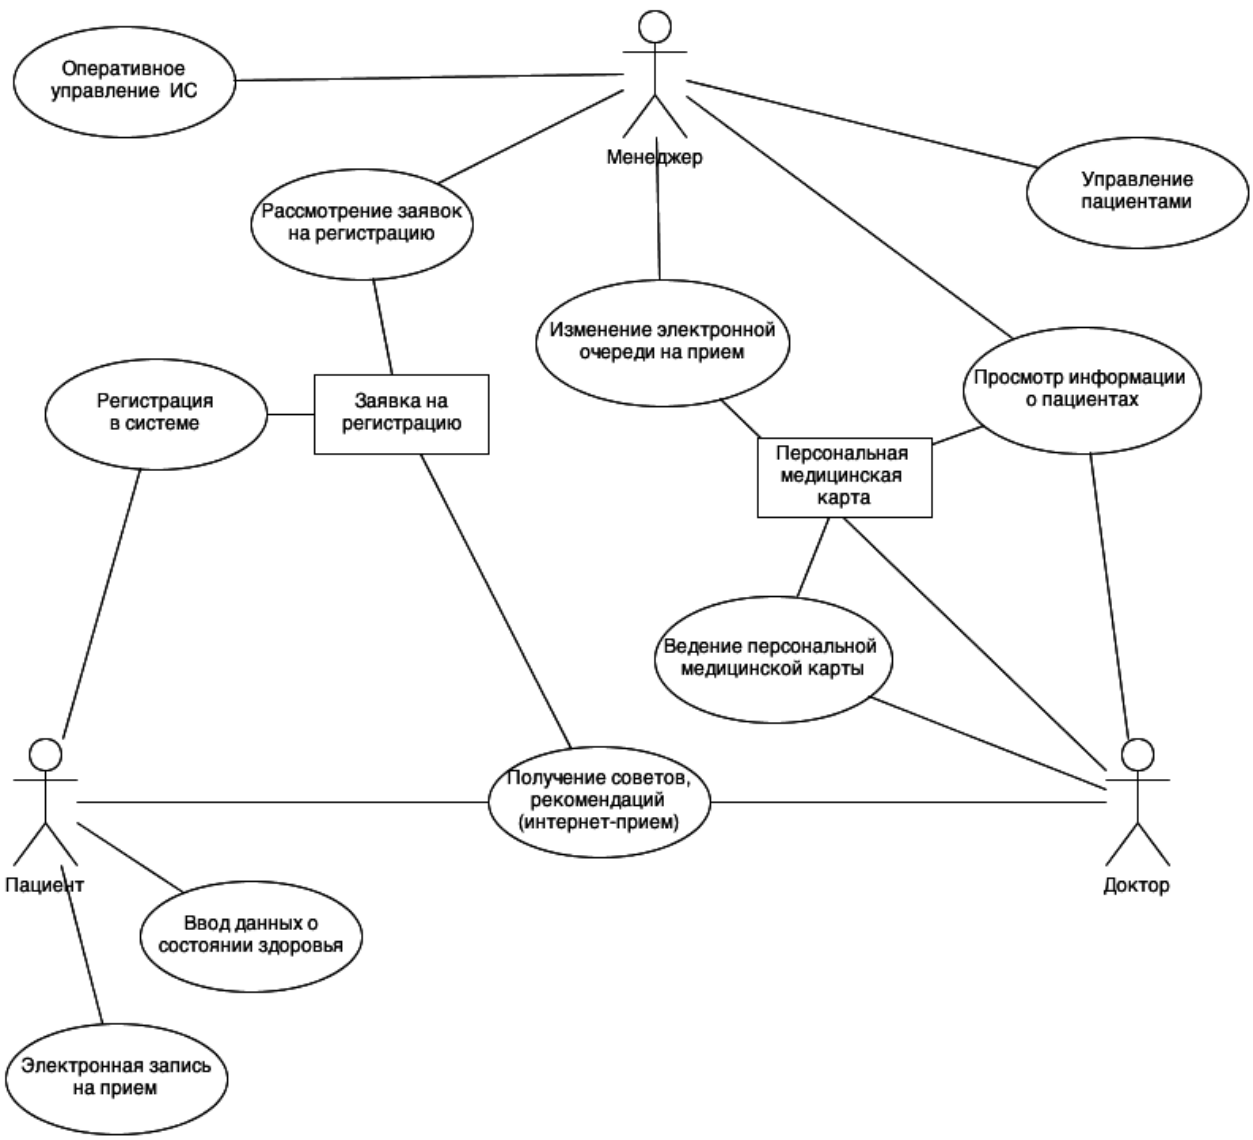 Оперативное
управление ИС
Менеджер
Управление
пациентами
Рассмотрение заявок
на регистрацию
Изменение электронной
очереди на прием
Просмотр информации
о пациентах
Регистрация
в системе
Заявка на
регистрацию
Персональная
медицинская
карта
Ведение персональной
медицинской карты
Получение советов,
рекомендаций
(интернет-прием)
Пациент
Доктор
Ввод данных о
состоянии здоровья
Электронная запись
на прием